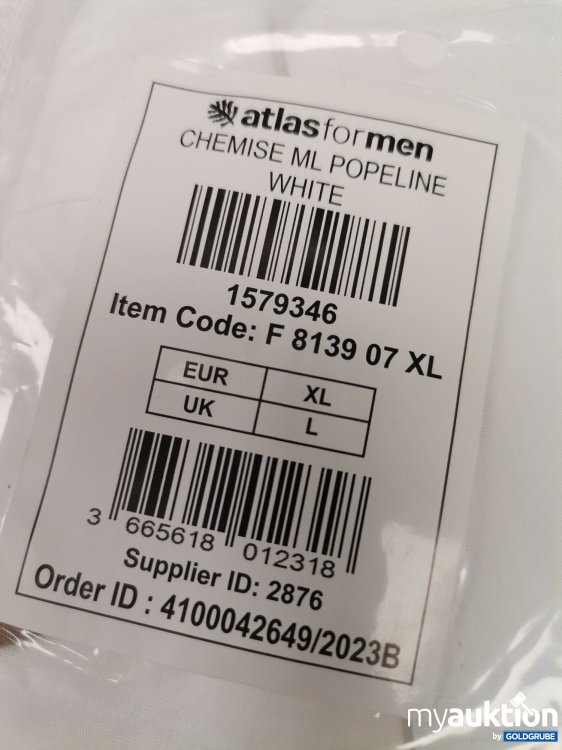 atlasformen
CHEMISE ML POPELINE
WHITE
1579346
Item Code: F 8139 07 XL
EUR XL
UK L
3 665618 012318
Supplier ID: 2876
Order ID : 4100042649/2023B
myauktion
by GOLDGRUBE